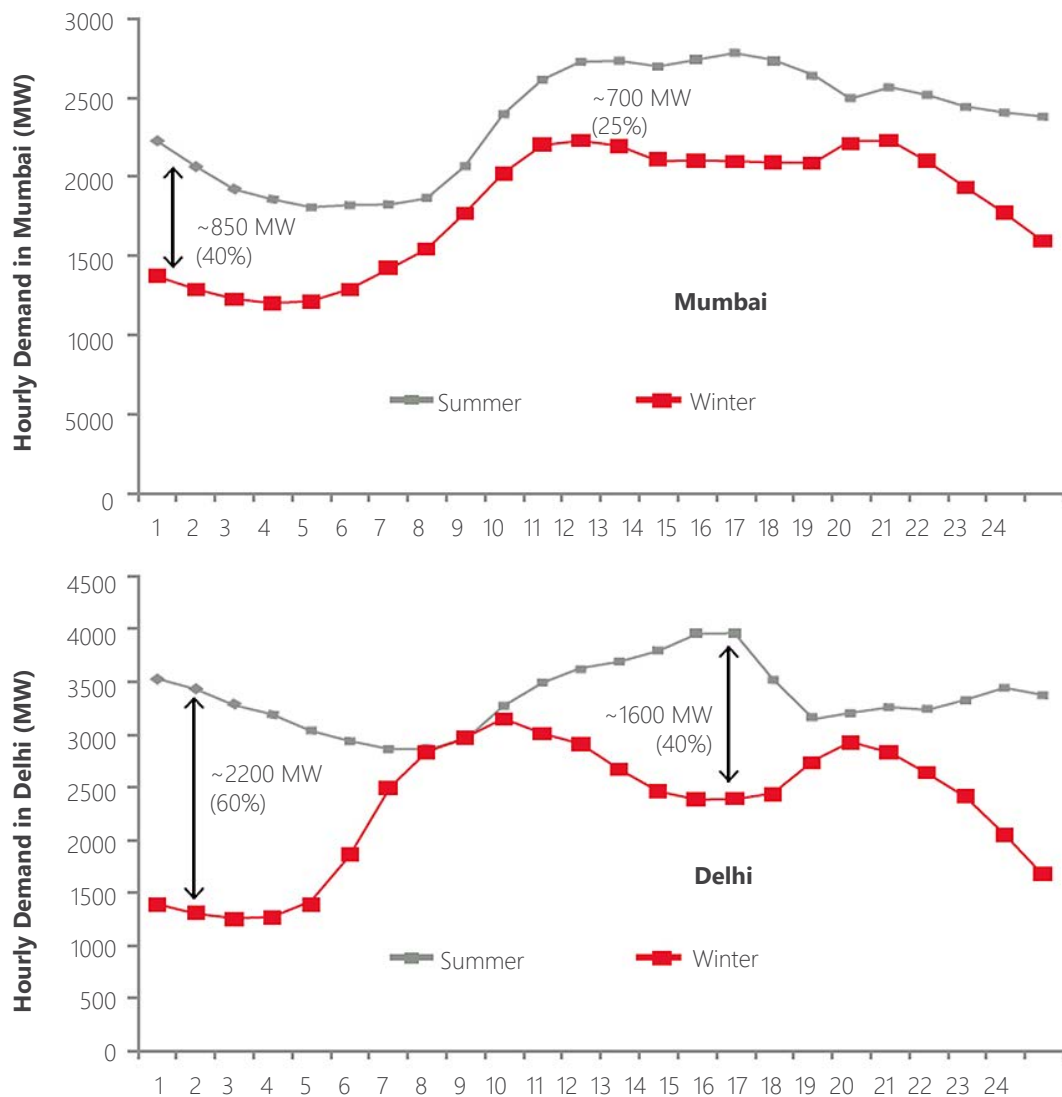 Hourly Demand in Mumbai (MW)
3000
2500
2000
1500
1000
5000
0
~850 MW
(40%)
~700 MW
(25%)
Mumbai
Summer Winter
1 2 3 4 5 6 7 8 9 10 11 12 13 14 15 16 17 18 19 20 21 22 23 24
Hourly Demand in Delhi (MW)
4500
4000
3500
3000
2500
2000
1500
1000
500
0
~2200 MW
(60%)
~1600 MW
(40%)
Delhi
Summer Winter
1 2 3 4 5 6 7 8 9 10 11 12 13 14 15 16 17 18 19 20 21 22 23 24